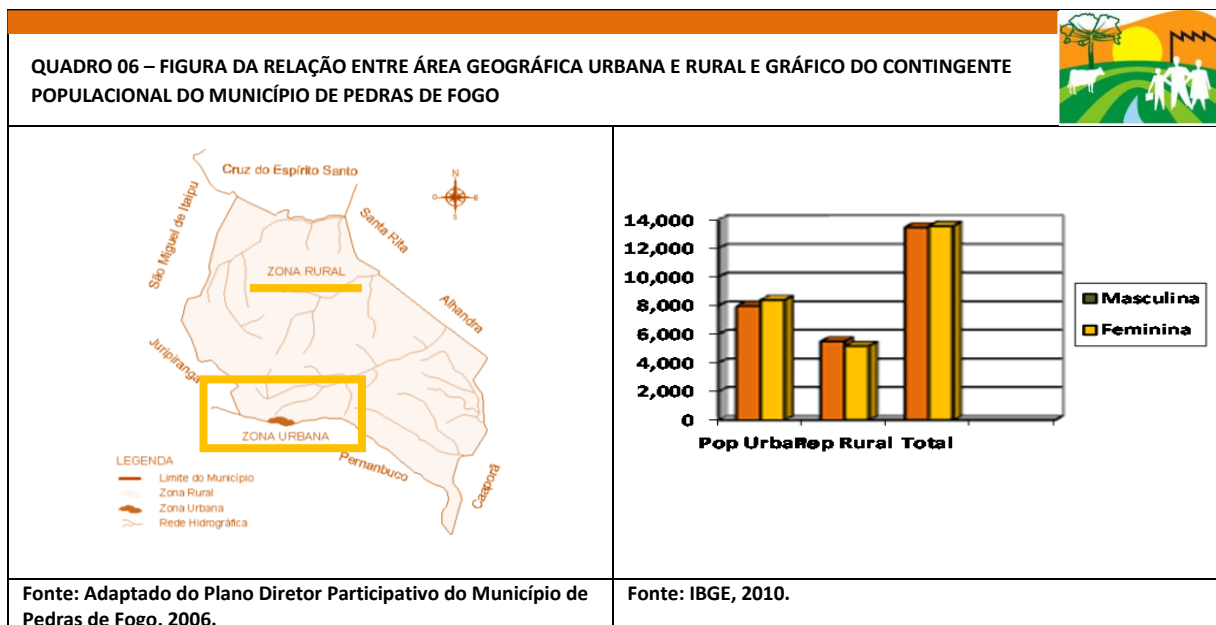 QUADRO 06 – FIGURA DA RELAÇÃO ENTRE ÁREA GEOGRÁFICA URBANA E RURAL E GRÁFICO DO CONTINGENTE
POPULACIONAL DO MUNICÍPIO DE PEDRAS DE FOGO
Cruz do Espírito Santo
São Miguel de Itaipu
Santa Rita
N
O
E
S
ZONA RURAL
Alhandra
Juripiranga
ZONA URBANA
Pernambuco
Caaporã
LEGENDA
Limite do Município
Zona Rural
Zona Urbana
Rede Hidrográfica
14,000
12,000
10,000
8,000
6,000
4,000
2,000
0
Pop Urbana
Pop Rural
Total
Masculina
Feminina
Fonte: Adaptado do Plano Diretor Participativo do Município de
Pedras de Fogo, 2006.
Fonte: IBGE, 2010.